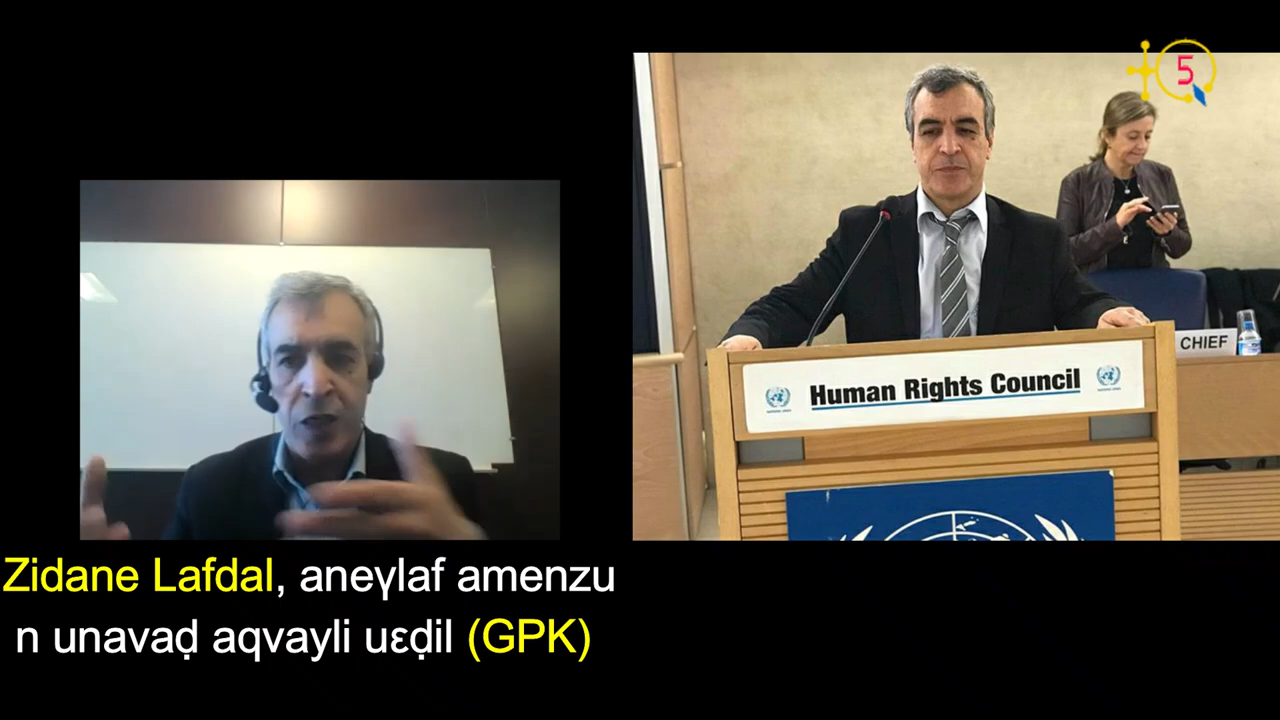 5
CHIEF
Human Rights Council
Zidane Lafdal, aneɣlaf amenzu
n unavaḍ aqvayli uɛḍil (GPK)